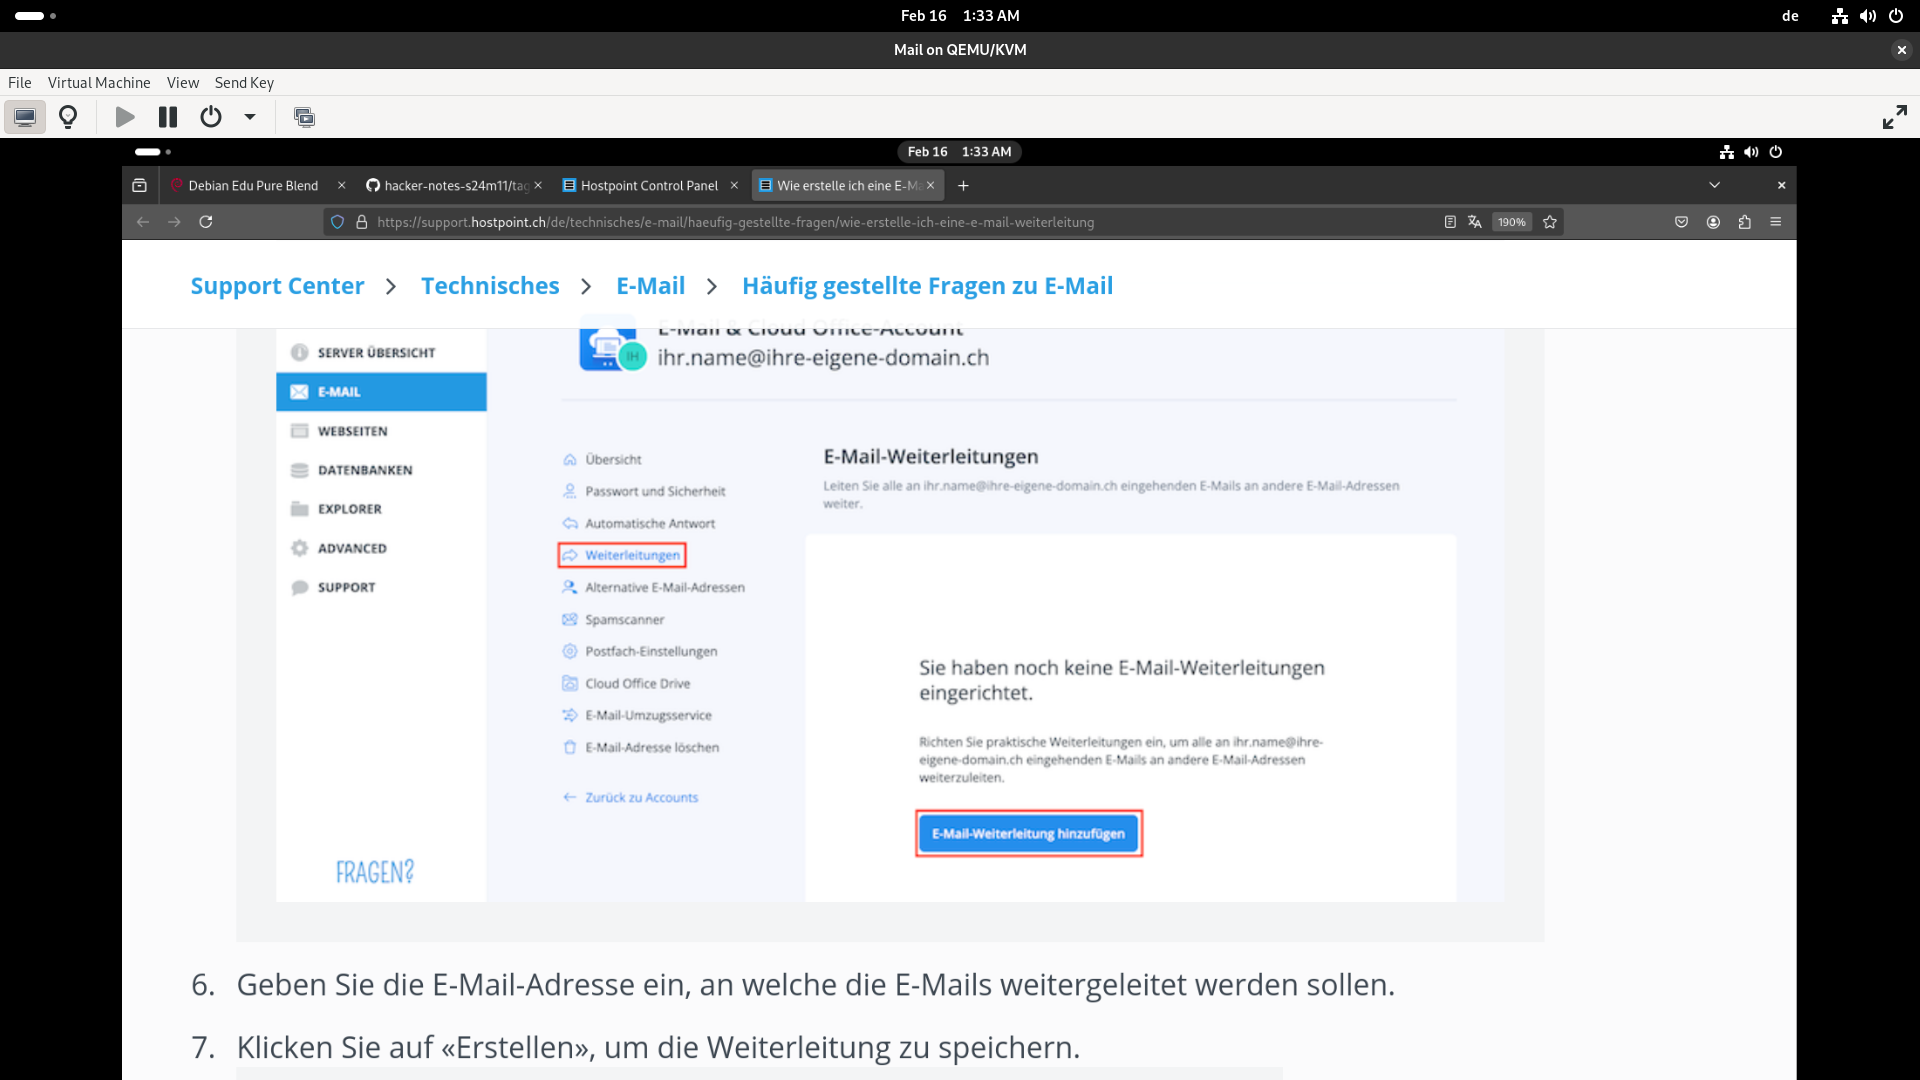 Feb 16 1:33 AM
de
Mail on QEMU/KVM
File Virtual Machine View Send Key
Feb 16 1:33 AM
Debian Edu Pure Blend
hacker-notes-s24m11/tag
Hostpoint Control Panel
Wie erstelle ich eine E-Ma
https://support.hostpoint.ch/de/technisches/e-mail/haeufig-gestellte-fragen/wie-erstelle-ich-eine-e-mail-weiterleitung
190%
Support Center > Technisches > E-Mail > Häufig gestellte Fragen zu E-Mail
E-Mail & Cloud Office-Account
IH
ihr.name@ihre-eigene-domain.ch
SERVER ÜBERSICHT
E-MAIL
WEBSEITEN
DATENBANKEN
EXPLORER
ADVANCED
SUPPORT
FRAGEN?
Übersicht
Passwort und Sicherheit
Automatische Antwort
Weiterleitungen
Alternative E-Mail-Adressen
Spamscanner
Postfach-Einstellungen
Cloud Office Drive
E-Mail-Umzugsservice
E-Mail-Adresse löschen
Zurück zu Accounts
E-Mail-Weiterleitungen
Leiten Sie alle an ihr.name@ihre-eigene-domain.ch eingehenden E-Mails an andere E-Mail-Adressen
weiter.
Sie haben noch keine E-Mail-Weiterleitungen
eingerichtet.
Richten Sie praktische Weiterleitungen ein, um alle an ihr.name@ihre-
eigene-domain.ch eingehenden E-Mails an andere E-Mail-Adressen
weiterzuleiten.
E-Mail-Weiterleitung hinzufügen
6. Geben Sie die E-Mail-Adresse ein, an welche die E-Mails weitergeleitet werden sollen.
7. Klicken Sie auf «Erstellen», um die Weiterleitung zu speichern.